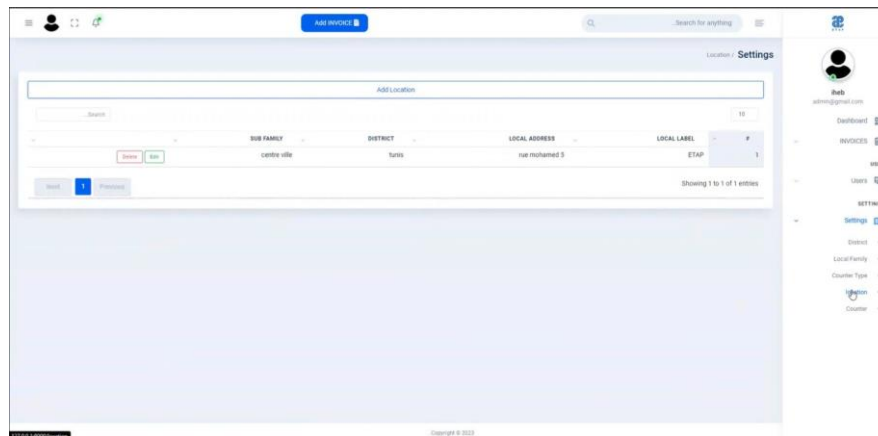 Add INVOICE
...Search for anything
Location / Settings
Add Location
...Search
10
SUB FAMILY DISTRICT LOCAL ADDRESS LOCAL LABEL #
Delete Edit centre ville tunis rue mohamed 5 ETAP 1
Next 1 Previous
Showing 1 to 1 of 1 entries
Copyright © 2023
iheb
admin@gmail.com
Dashboard
INVOICES
Users
Settings
District
Local Family
Counter Type
Counter